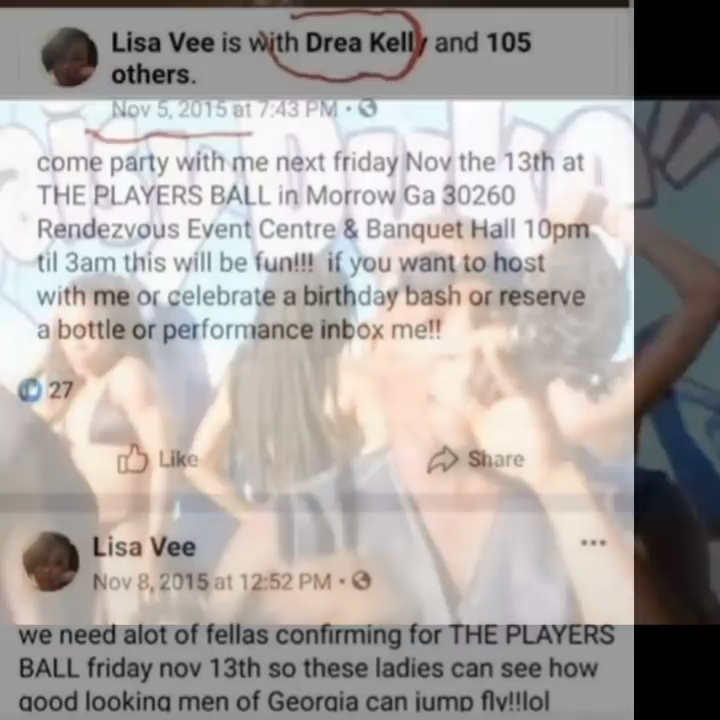 Lisa Vee is with Drea Kelly and 105
others.
Nov 5, 2015 at 7:43 PM ·
come party with me next friday Nov the 13th at
THE PLAYERS BALL in Morrow Ga 30260
Rendezvous Event Centre & Banquet Hall 10pm
til 3am this will be fun!!! if you want to host
with me or celebrate a birthday bash or reserve
a bottle or performance inbox me!!
27
Like Share
Lisa Vee
Nov 8, 2015 at 12:52 PM ·
we need alot of fellas confirming for THE PLAYERS
BALL friday nov 13th so these ladies can see how
good looking men of Georgia can jump fly!!lol